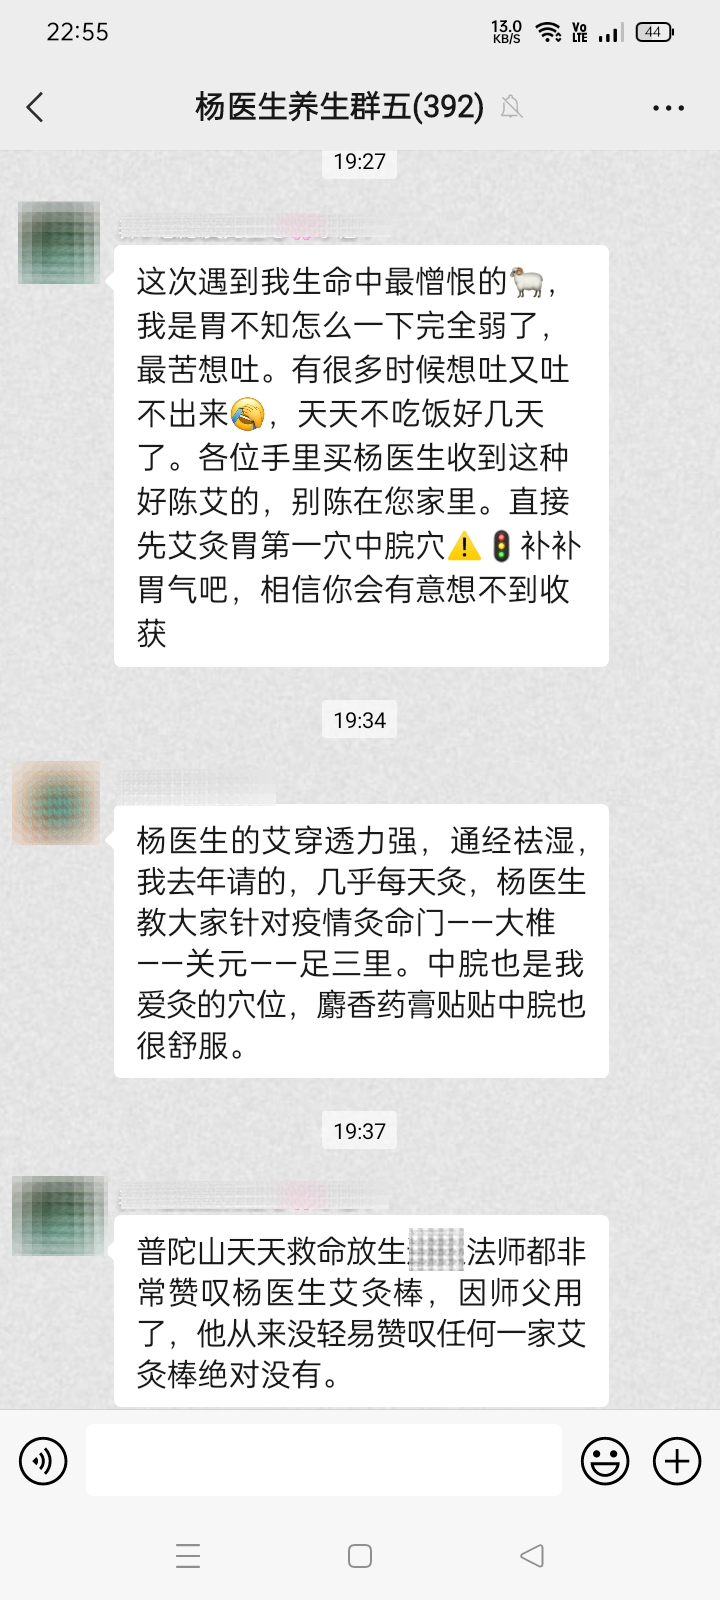 22:55
13.0
KB/S
Vo
LTE
44
杨医生养生群五(392)
19:27
这次遇到我生命中最憎恨的🐏，
我是胃不知怎么一下完全弱了，
最苦想吐。有很多时候想吐又吐
不出来🤣，天天不吃饭好几天
了。各位手里买杨医生收到这种
好陈艾的，别陈在您家里。直接
先艾灸胃第一穴中脘穴⚠️🚦补补
胃气吧，相信你会有意想不到收
获
19:34
杨医生的艾穿透力强，通经祛湿，
我去年请的，几乎每天灸，杨医生
教大家针对疫情灸命门——大椎
——关元——足三里。中脘也是我
爱灸的穴位，麝香药膏贴贴中脘也
很舒服。
19:37
普陀山天天救命放生 法师都非
常赞叹杨医生艾灸棒，因师父用
了，他从来没轻易赞叹任何一家艾
灸棒绝对没有。